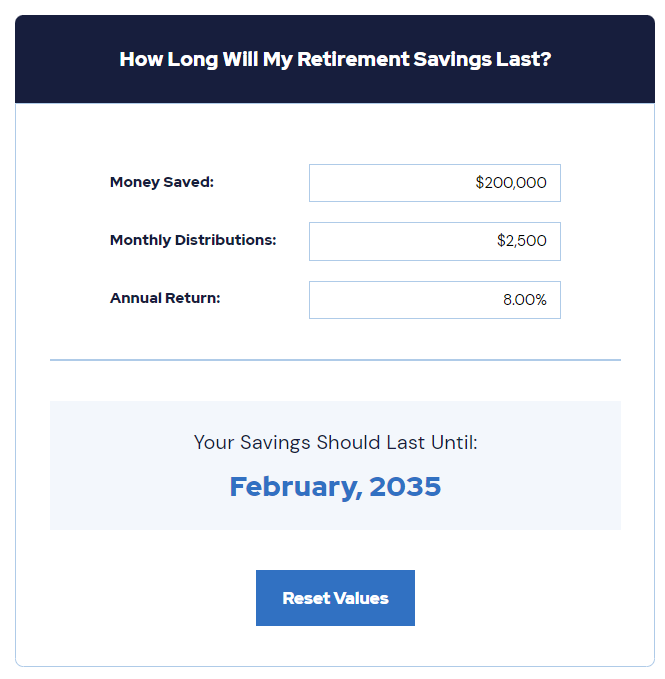 How Long Will My Retirement Savings Last?
Money Saved: $200,000
Monthly Distributions: $2,500
Annual Return: 8.00%
Your Savings Should Last Until:
February, 2035
Reset Values